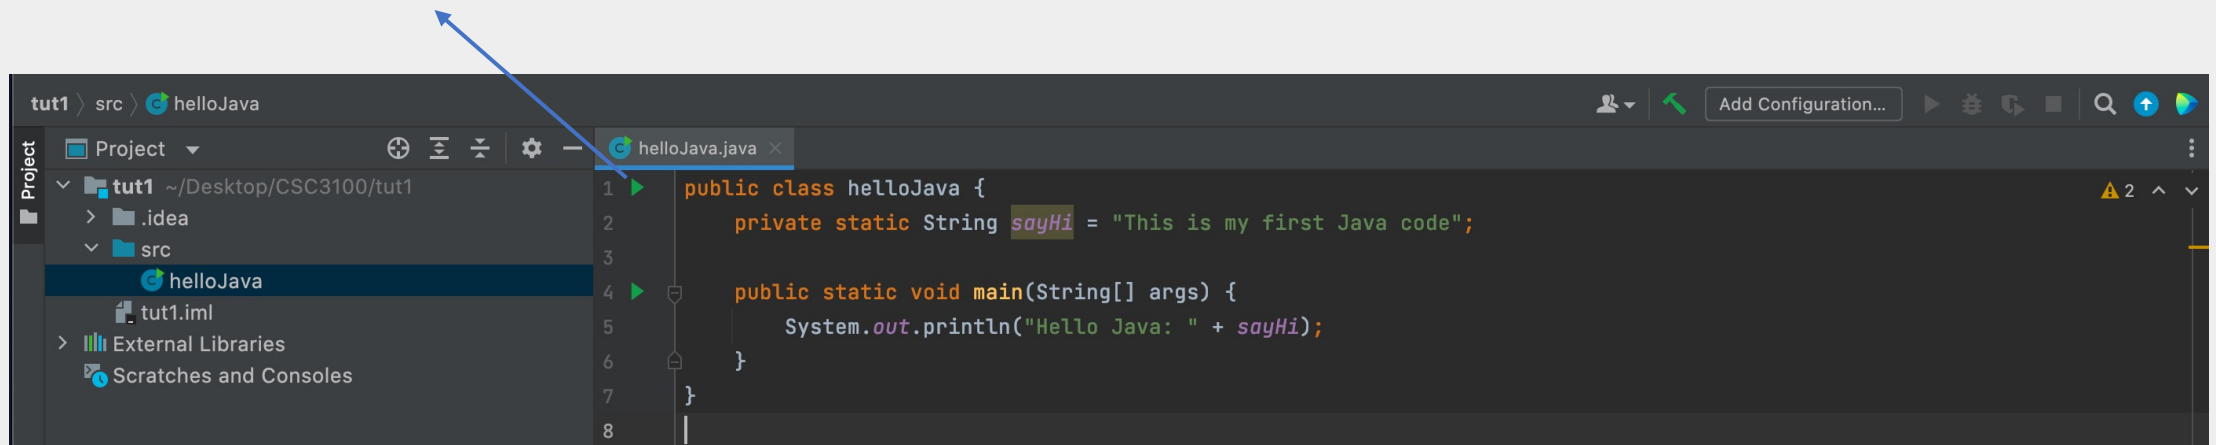 tut1 src helloJava Add Configuration...
Project
Project
helloJava.java
tut1 ~/Desktop/CSC3100/tut1
.idea
src
helloJava
tut1.iml
External Libraries
Scratches and Consoles
1 public class helloJava {
2 private static String sayHi = "This is my first Java code";
3
4 public static void main(String[] args) {
5 System.out.println("Hello Java: " + sayHi);
6 }
7 }
8
2